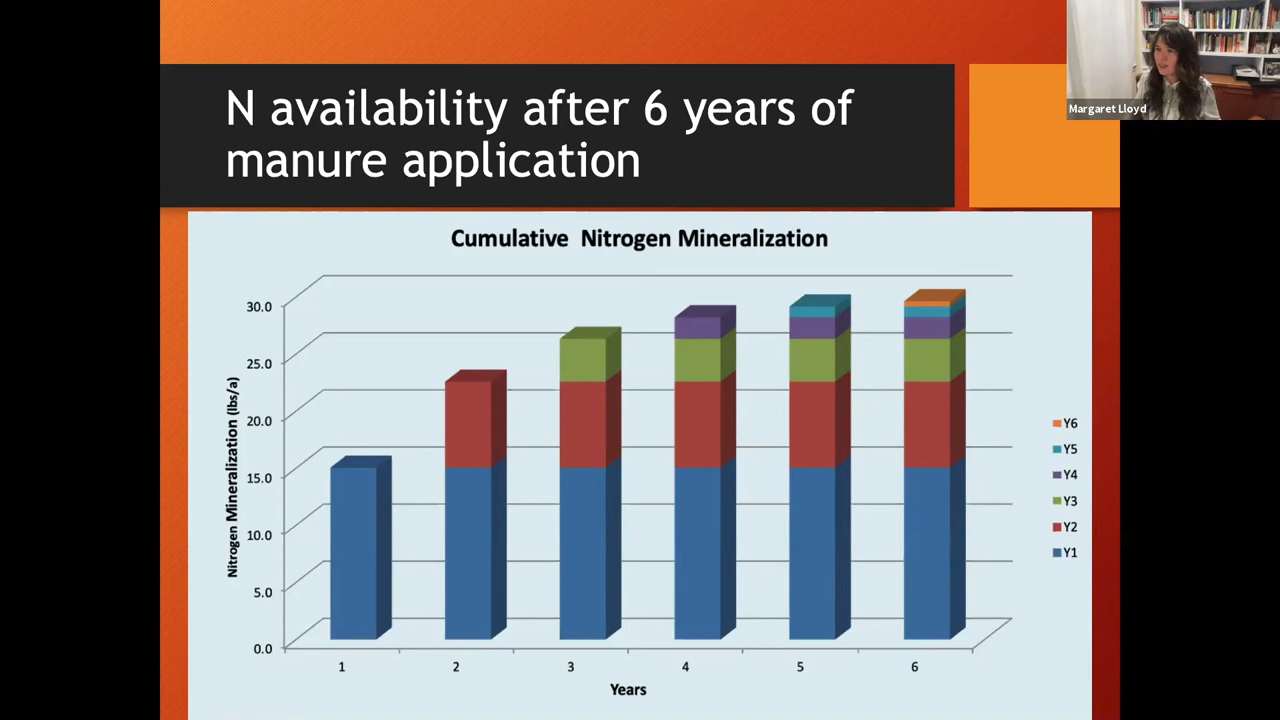 N availability after 6 years of
manure application
Margaret Lloyd
Cumulative Nitrogen Mineralization
Nitrogen Mineralization (lbs/a)
30.0
25.0
20.0
15.0
10.0
5.0
0.0
1 2 3 4 5 6
Years
Y6
Y5
Y4
Y3
Y2
Y1